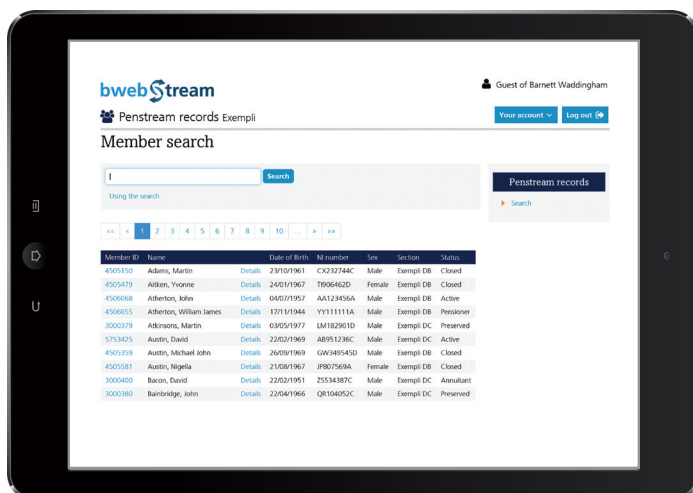 bwebStream
Guest of Barnett Waddingham
Penstream records Exempli
Your account
Log out
Member search
Search
Using the search
Penstream records
Search
«« « 1 2 3 4 5 6 7 8 9 10 ... » »»
Member ID Name Date of Birth NI number Sex Section Status
4505150 Adams, Martin Details 23/10/1961 CX232744C Male Exempli DB Closed
4505479 Aitken, Yvonne Details 24/01/1967 TI906462D Female Exempli DB Closed
4506068 Atherton, John Details 04/07/1957 AA123456A Male Exempli DB Active
4506055 Atherton, William James Details 17/11/1944 YY111111A Male Exempli DB Pensioner
3000379 Atkinsons, Martin Details 03/05/1977 LM182901D Male Exempli DC Preserved
5753425 Austin, David Details 22/02/1969 AB951236C Male Exempli DC Active
4505359 Austin, Michael John Details 26/09/1969 GW349545D Male Exempli DB Closed
4505581 Austin, Nigella Details 21/08/1967 JP807569A Female Exempli DB Closed
3000400 Bacon, David Details 22/02/1951 ZS534387C Male Exempli DC Annuitant
3000380 Bainbridge, John Details 22/04/1966 QR104052C Male Exempli DC Preserved